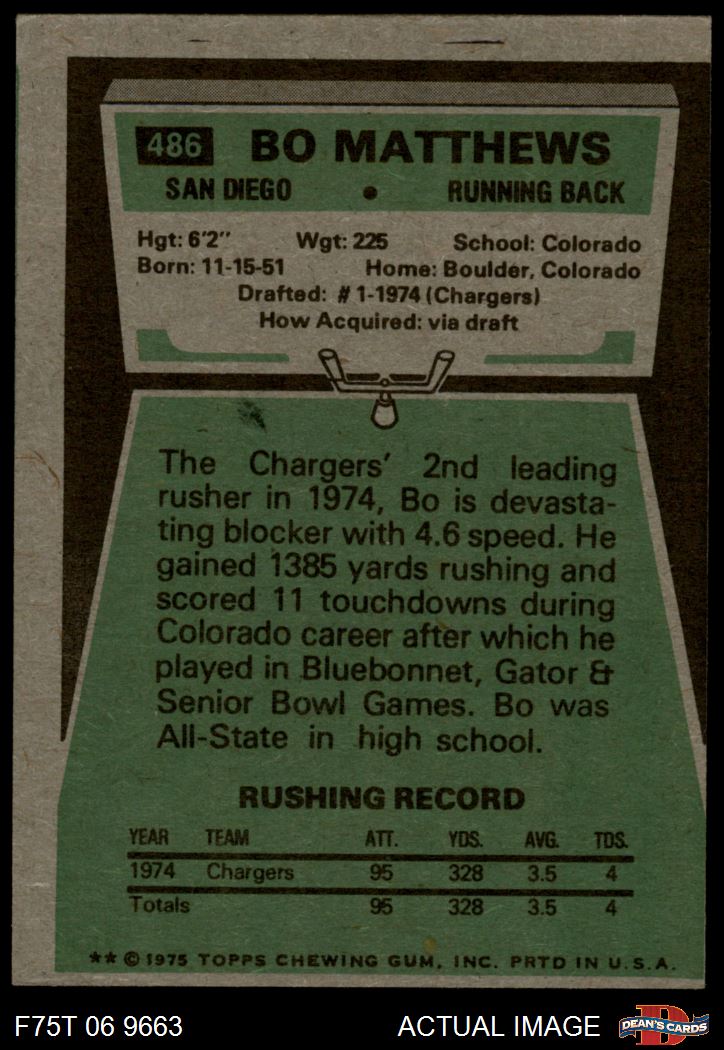 486 BO MATTHEWS
SAN DIEGO • RUNNING BACK
Hgt: 6'2" Wgt: 225 School: Colorado
Born: 11-15-51 Home: Boulder, Colorado
Drafted: #1-1974 (Chargers)
How Acquired: via draft
The Chargers' 2nd leading
rusher in 1974, Bo is devasta-
ting blocker with 4.6 speed. He
gained 1385 yards rushing and
scored 11 touchdowns during
Colorado career after which he
played in Bluebonnet, Gator &
Senior Bowl Games. Bo was
All-State in high school.
RUSHING RECORD
YEAR TEAM ATT. YDS. AVG. TDS.
1974 Chargers 95 328 3.5 4
Totals 95 328 3.5 4
** © 1975 TOPPS CHEWING GUM, INC. PRTD IN U.S.A.
F75T 06 9663 ACTUAL IMAGE D DEAN'S CARDS